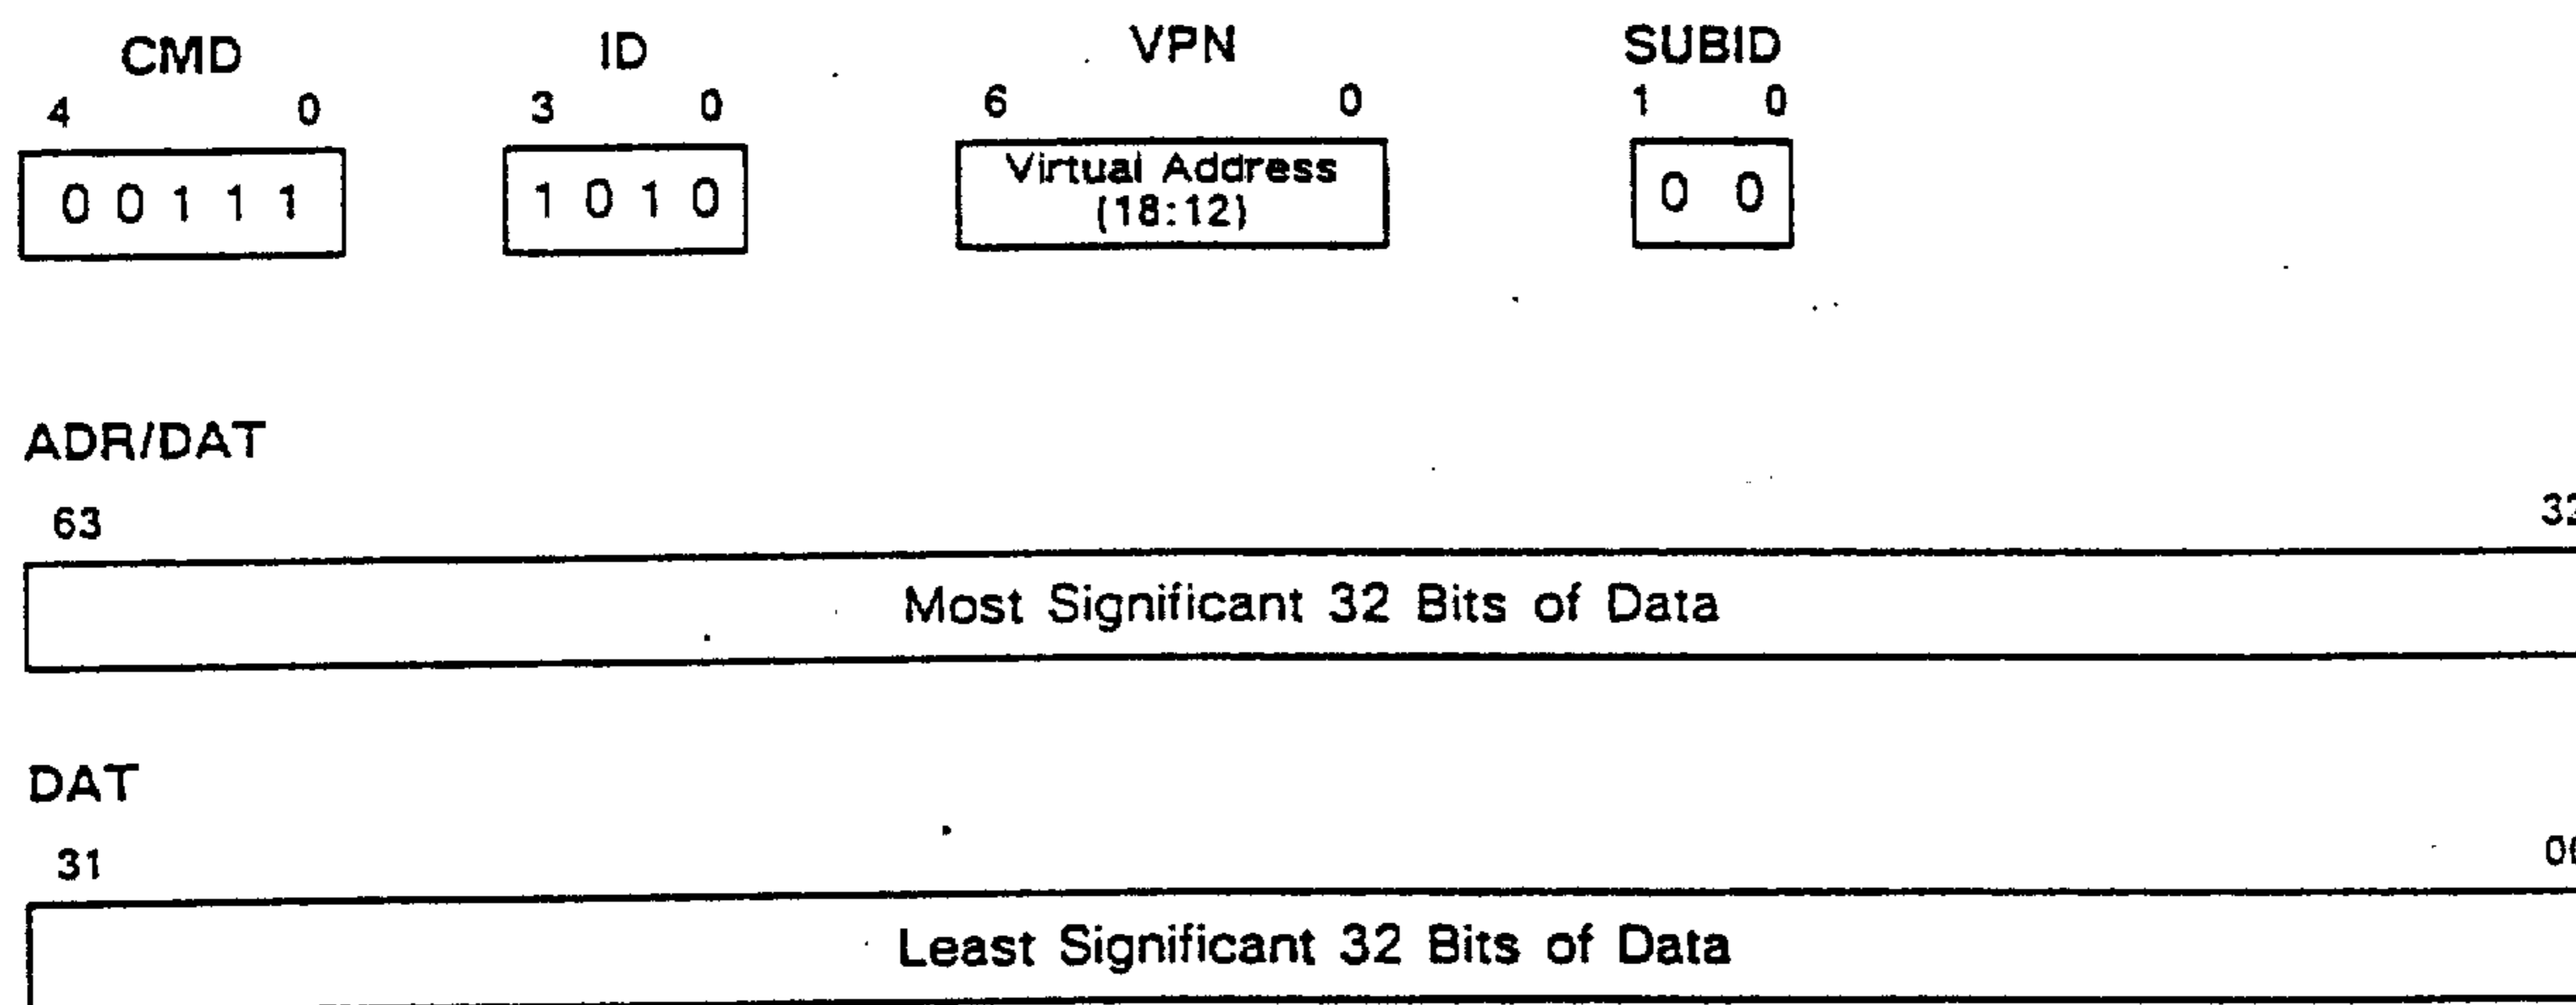 CMD ID VPN SUBID
4 0 3 0 6 0 1 0
0 0 1 1 1 1 0 1 0 Virtual Address 0 0
(18:12)
ADR/DAT
63 32
Most Significant 32 Bits of Data
DAT
31 00
Least Significant 32 Bits of Data